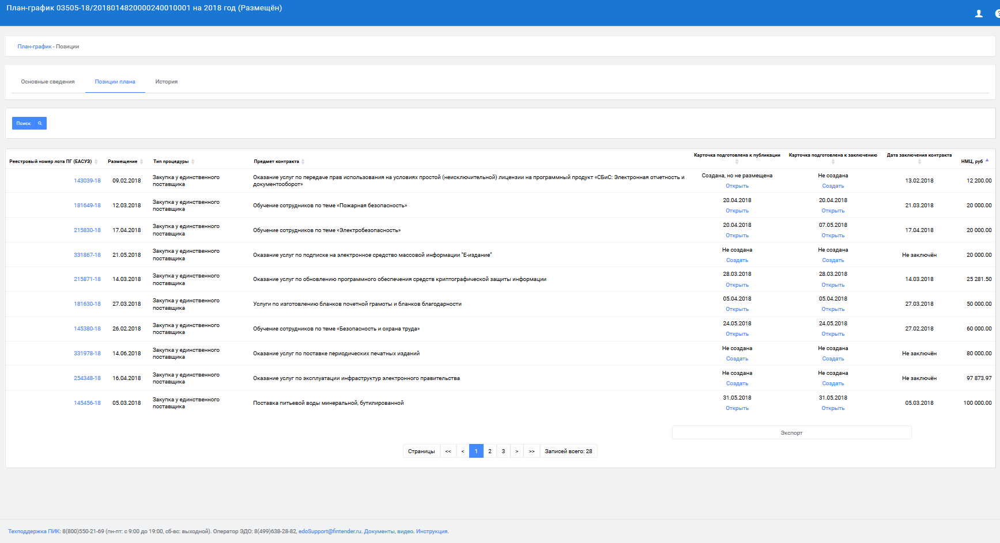 План-график 03505-18/2018014820000240010001 на 2018 год (Размещён)
План-график - Позиции
Основные сведения Позиции плана История
Поиск
Реестровый номер лота ПГ (ЕАСУЗ) Размещение Тип процедуры Предмет контракта Карточка подготовлена к публикации Карточка подготовлена к заключению Дата заключения контракта НМЦ, руб
143039-18 09.02.2018 Закупка у единственного поставщика Оказание услуг по передаче прав использования на условиях простой (неисключительной) лицензии на программный продукт «СБиС: Электронная отчетность и документооборот» Создана, но не размещена Открыть Не создана Создать 13.02.2018 12 200.00
181649-18 12.03.2018 Закупка у единственного поставщика Обучение сотрудников по теме «Пожарная безопасность» 20.04.2018 Открыть 20.04.2018 Открыть 21.03.2018 20 000.00
215830-18 17.04.2018 Закупка у единственного поставщика Обучение сотрудников по теме «Электробезопасность» 20.04.2018 Открыть 07.05.2018 Открыть 17.04.2018 20 000.00
331867-18 21.05.2018 Закупка у единственного поставщика Оказание услуг по подписке на электронное средство массовой информации "Е-издание" Не создана Создать Не создана Создать Не заключён 20 000.00
215871-18 14.03.2018 Закупка у единственного поставщика Оказание услуг по обновлению программного обеспечения средств криптографической защиты информации 28.03.2018 Открыть 28.03.2018 Открыть 14.03.2018 25 281.50
181630-18 27.03.2018 Закупка у единственного поставщика Услуги по изготовлению бланков почетной грамоты и бланков благодарности 05.04.2018 Открыть 05.04.2018 Открыть 27.03.2018 50 000.00
145380-18 26.02.2018 Закупка у единственного поставщика Обучение сотрудников по теме «Безопасность и охрана труда» 24.05.2018 Открыть 24.05.2018 Открыть 27.02.2018 60 000.00
331978-18 14.06.2018 Закупка у единственного поставщика Оказание услуг по поставке периодических печатных изданий Не создана Создать Не создана Создать Не заключён 80 000.00
254348-18 16.04.2018 Закупка у единственного поставщика Оказание услуг по эксплуатации инфраструктур электронного правительства Не создана Создать Не создана Создать Не заключён 97 873.97
145456-18 05.03.2018 Закупка у единственного поставщика Поставка питьевой воды минеральной, бутилированной 31.05.2018 Открыть 31.05.2018 Открыть 05.03.2018 100 000.00
Экспорт
Страницы << < 1 2 3 > >> Записей всего: 28
Техподдержка ПИК: 8(800)550-21-69 (пн-пт: с 9:00 до 19:00, сб-вс: выходной). Оператор ЭДО: 8(499)638-28-82, edoSupport@fintender.ru. Документы, видео. Инструкция.